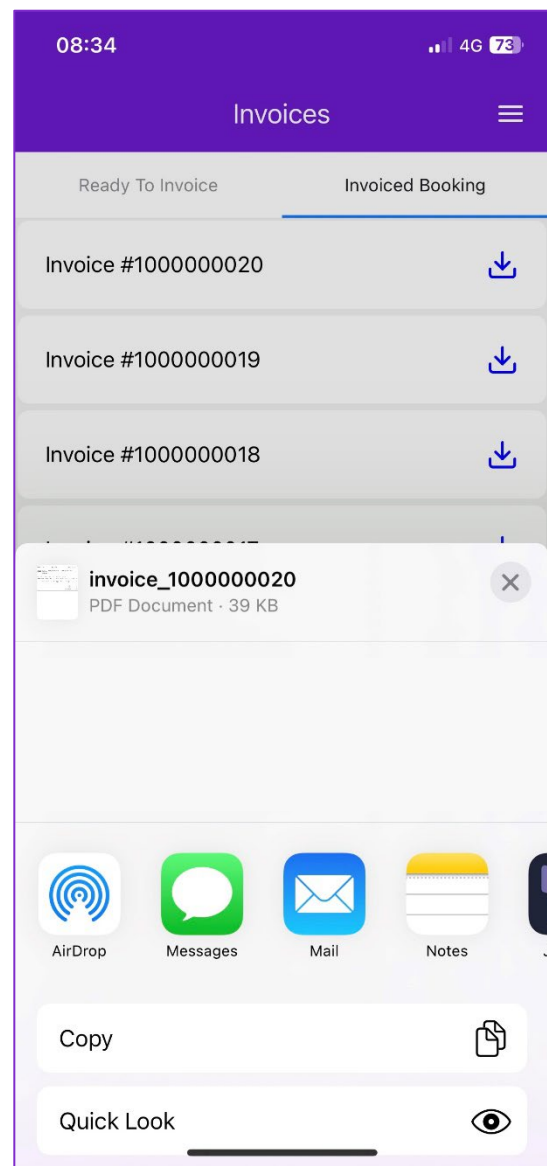 08:34 4G 73
Invoices
Ready To Invoice Invoiced Booking
Invoice #1000000020
Invoice #1000000019
Invoice #1000000018
invoice_1000000020
PDF Document · 39 KB
AirDrop Messages Mail Notes
Copy
Quick Look